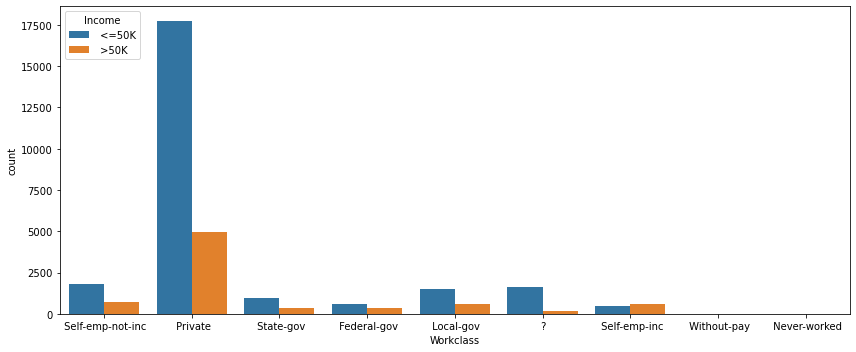 Income
<=50K
>50K
17500
15000
12500
10000
7500
5000
2500
0
count
Self-emp-not-inc Private State-gov Federal-gov Local-gov ? Self-emp-inc Without-pay Never-worked
Workclass